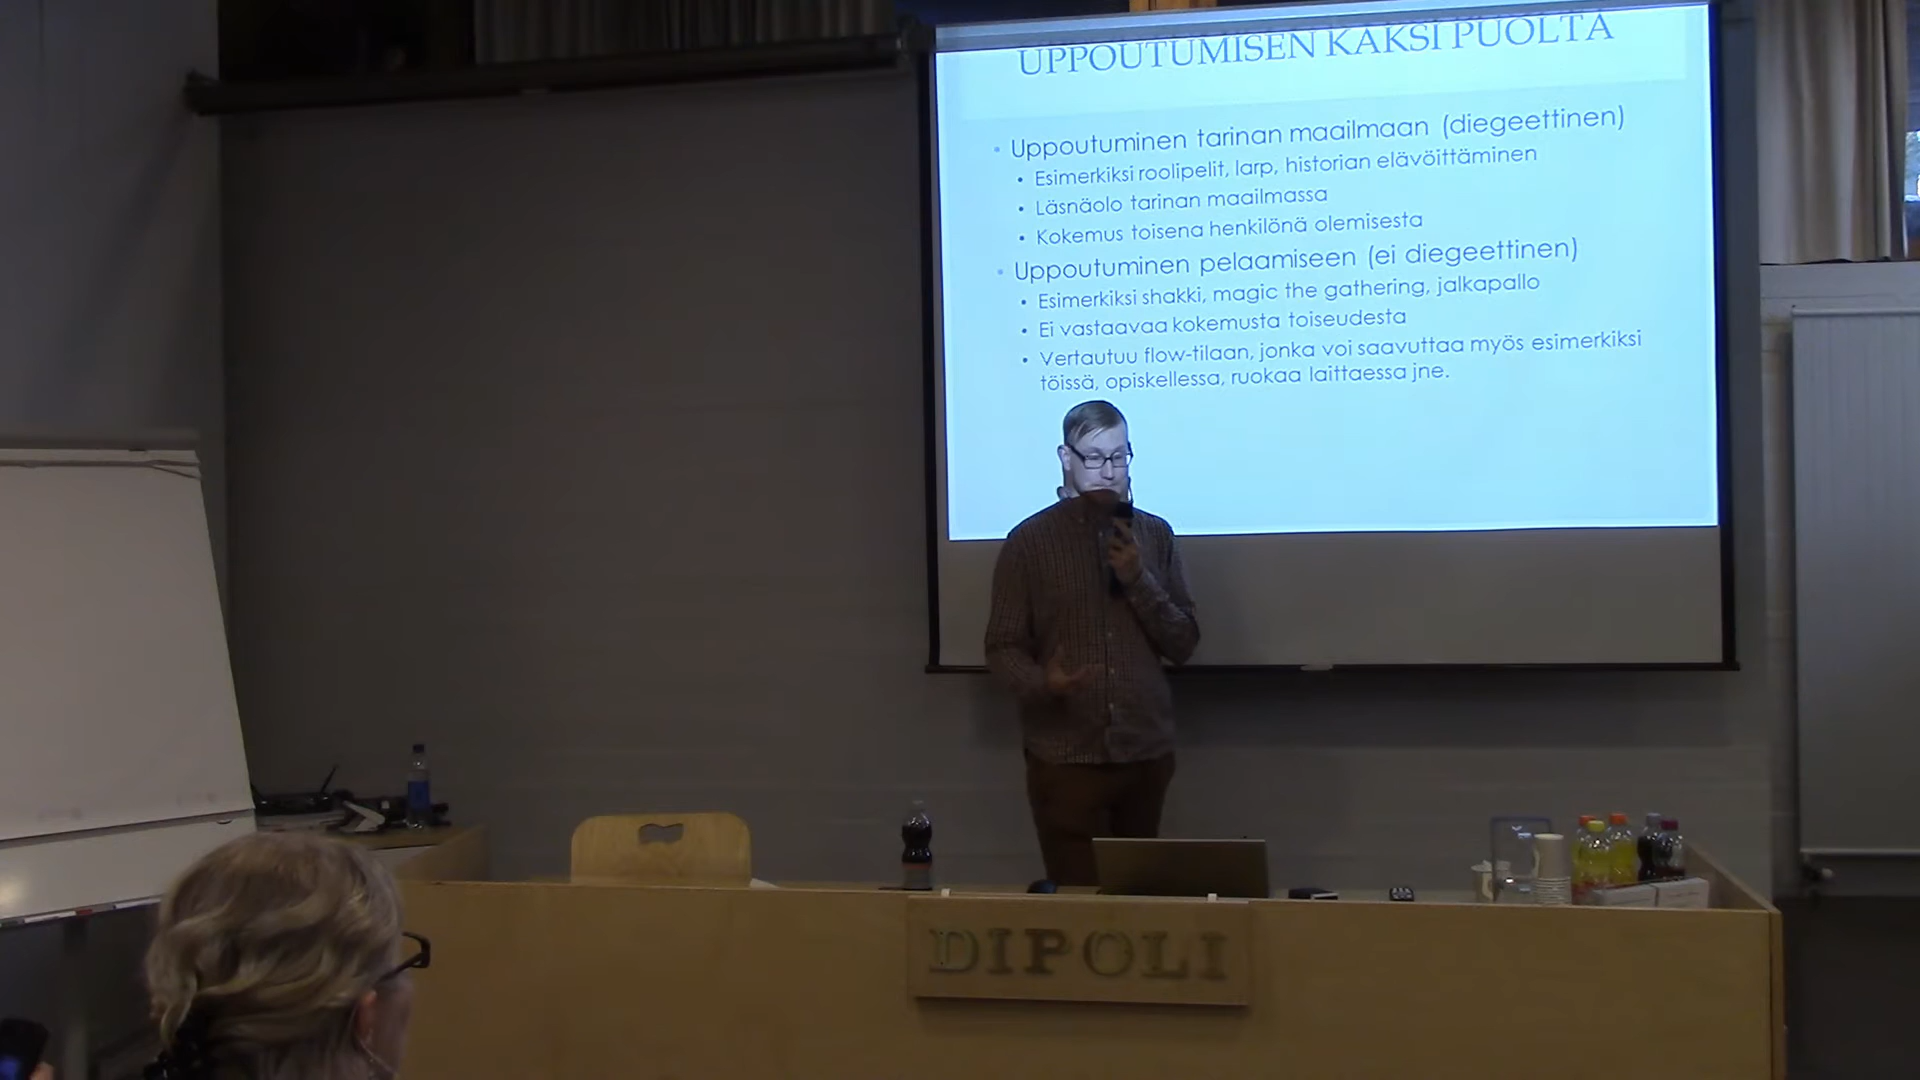 UPPOUTUMISEN KAKSI PUOLTA
• Uppoutuminen tarinan maailmaan (diegeettinen)
• Esimerkiksi roolipelit, larp, historian elävöittäminen
• Läsnäolo tarinan maailmassa
• Kokemus toisena henkilönä olemisesta
• Uppoutuminen pelaamiseen (ei diegeettinen)
• Esimerkiksi shakki, magic the gathering, jalkapallo
• Ei vastaavaa kokemusta toiseudesta
• Vertautuu flow-tilaan, jonka voi saavuttaa myös esimerkiksi
töissä, opiskellessa, ruokaa laittaessa jne.
DIPOLI